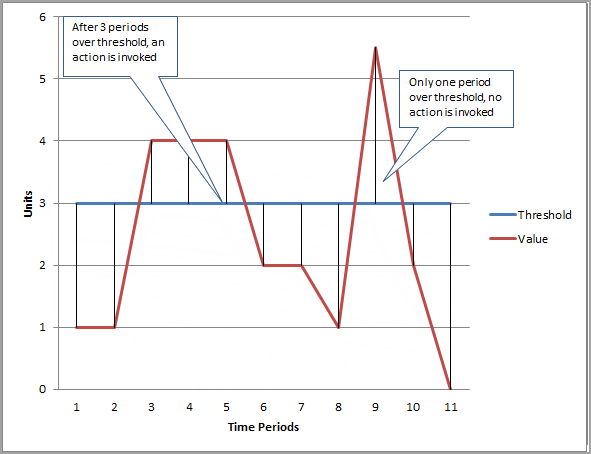 6
After 3 periods
over threshold, an
action is invoked
5
Only one period
over threshold, no
action is invoked
4
3
Units
Threshold
Value
2
1
0
1 2 3 4 5 6 7 8 9 10 11
Time Periods